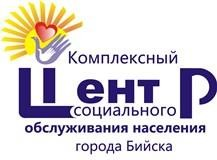 Комплексный
Центр
социального
обслуживания населения
города Бийска